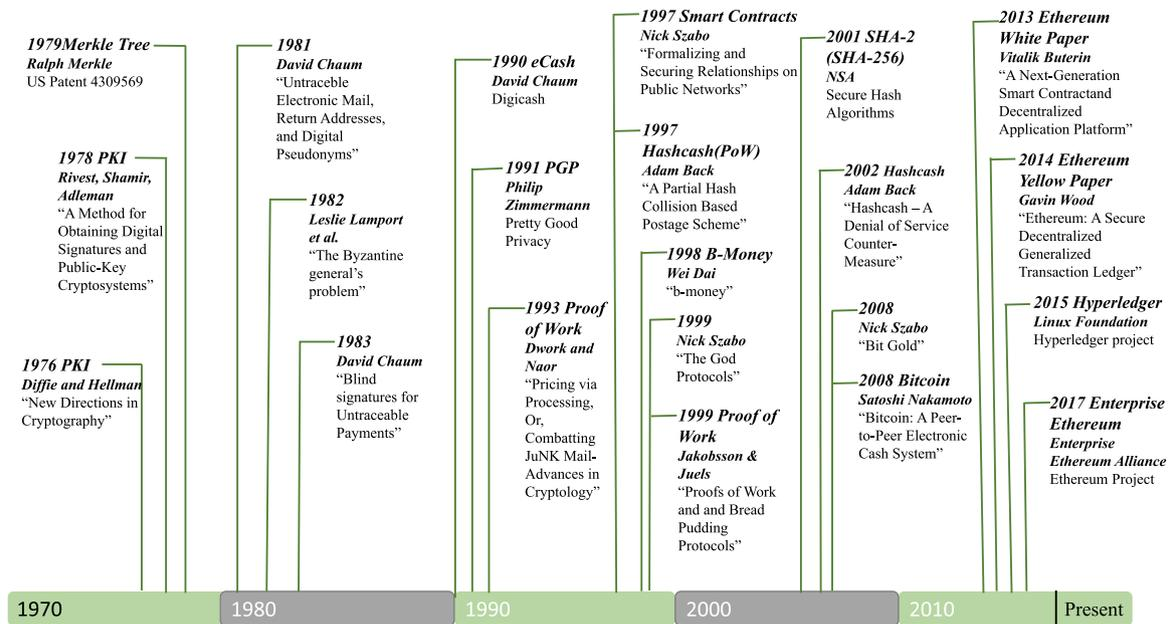 1979Merkle Tree
Ralph Merkle
US Patent 4309569
1978 PKI
Rivest, Shamir,
Adleman
“A Method for
Obtaining Digital
Signatures and
Public-Key
Cryptosystems”
1976 PKI
Diffie and Hellman
“New Directions in
Cryptography”
1981
David Chaum
“Untraceble
Electronic Mail,
Return Addresses,
and Digital
Pseudonyms”
1982
Leslie Lamport
et al.
“The Byzantine
general’s
problem”
1983
David Chaum
“Blind
signatures for
Untraceable
Payments”
1990 eCash
David Chaum
Digicash
1991 PGP
Philip
Zimmermann
Pretty Good
Privacy
1993 Proof
of Work
Dwork and
Naor
“Pricing via
Processing,
Or,
Combatting
JuNK Mail-
Advances in
Cryptology”
1997 Smart Contracts
Nick Szabo
“Formalizing and
Securing Relationships on
Public Networks”
1997
Hashcash(PoW)
Adam Back
“A Partial Hash
Collision Based
Postage Scheme”
1998 B-Money
Wei Dai
“b-money”
1999
Nick Szabo
“The God
Protocols”
1999 Proof of
Work
Jakobsson &
Juels
“Proofs of Work
and and Bread
Pudding
Protocols”
2001 SHA-2
(SHA-256)
NSA
Secure Hash
Algorithms
2002 Hashcash
Adam Back
“Hashcash – A
Denial of Service
Counter-
Measure”
2008
Nick Szabo
“Bit Gold”
2008 Bitcoin
Satoshi Nakamoto
“Bitcoin: A Peer-
to-Peer Electronic
Cash System”
2013 Ethereum
White Paper
Vitalik Buterin
“A Next-Generation
Smart Contractand
Decentralized
Application Platform”
2014 Ethereum
Yellow Paper
Gavin Wood
“Ethereum: A Secure
Decentralized
Generalized
Transaction Ledger”
2015 Hyperledger
Linux Foundation
Hyperledger project
2017 Enterprise
Ethereum
Enterprise
Ethereum Alliance
Ethereum Project
1970
1980
1990
2000
2010
Present